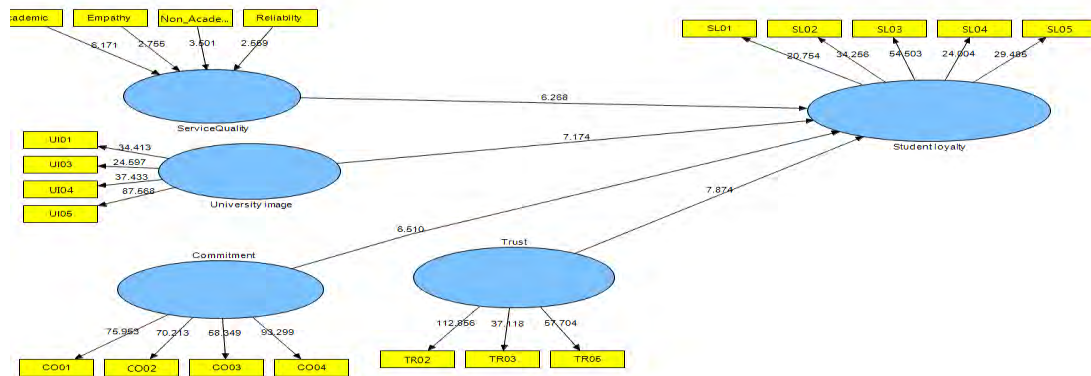 cademic
Empathy
Non_Acade...
Reliablity
6.171
2.755
3.501
2.559
ServiceQuality
SL01
SL02
SL03
SL04
SL05
20.754
34.256
54.503
24.004
29.485
Student loyalty
6.268
7.174
6.510
7.874
UI01
UI03
UI04
UI05
34.413
24.597
37.433
87.568
University image
Commitment
75.953
70.213
58.349
93.299
CO01
CO02
CO03
CO04
Trust
112.856
37.118
57.704
TR02
TR03